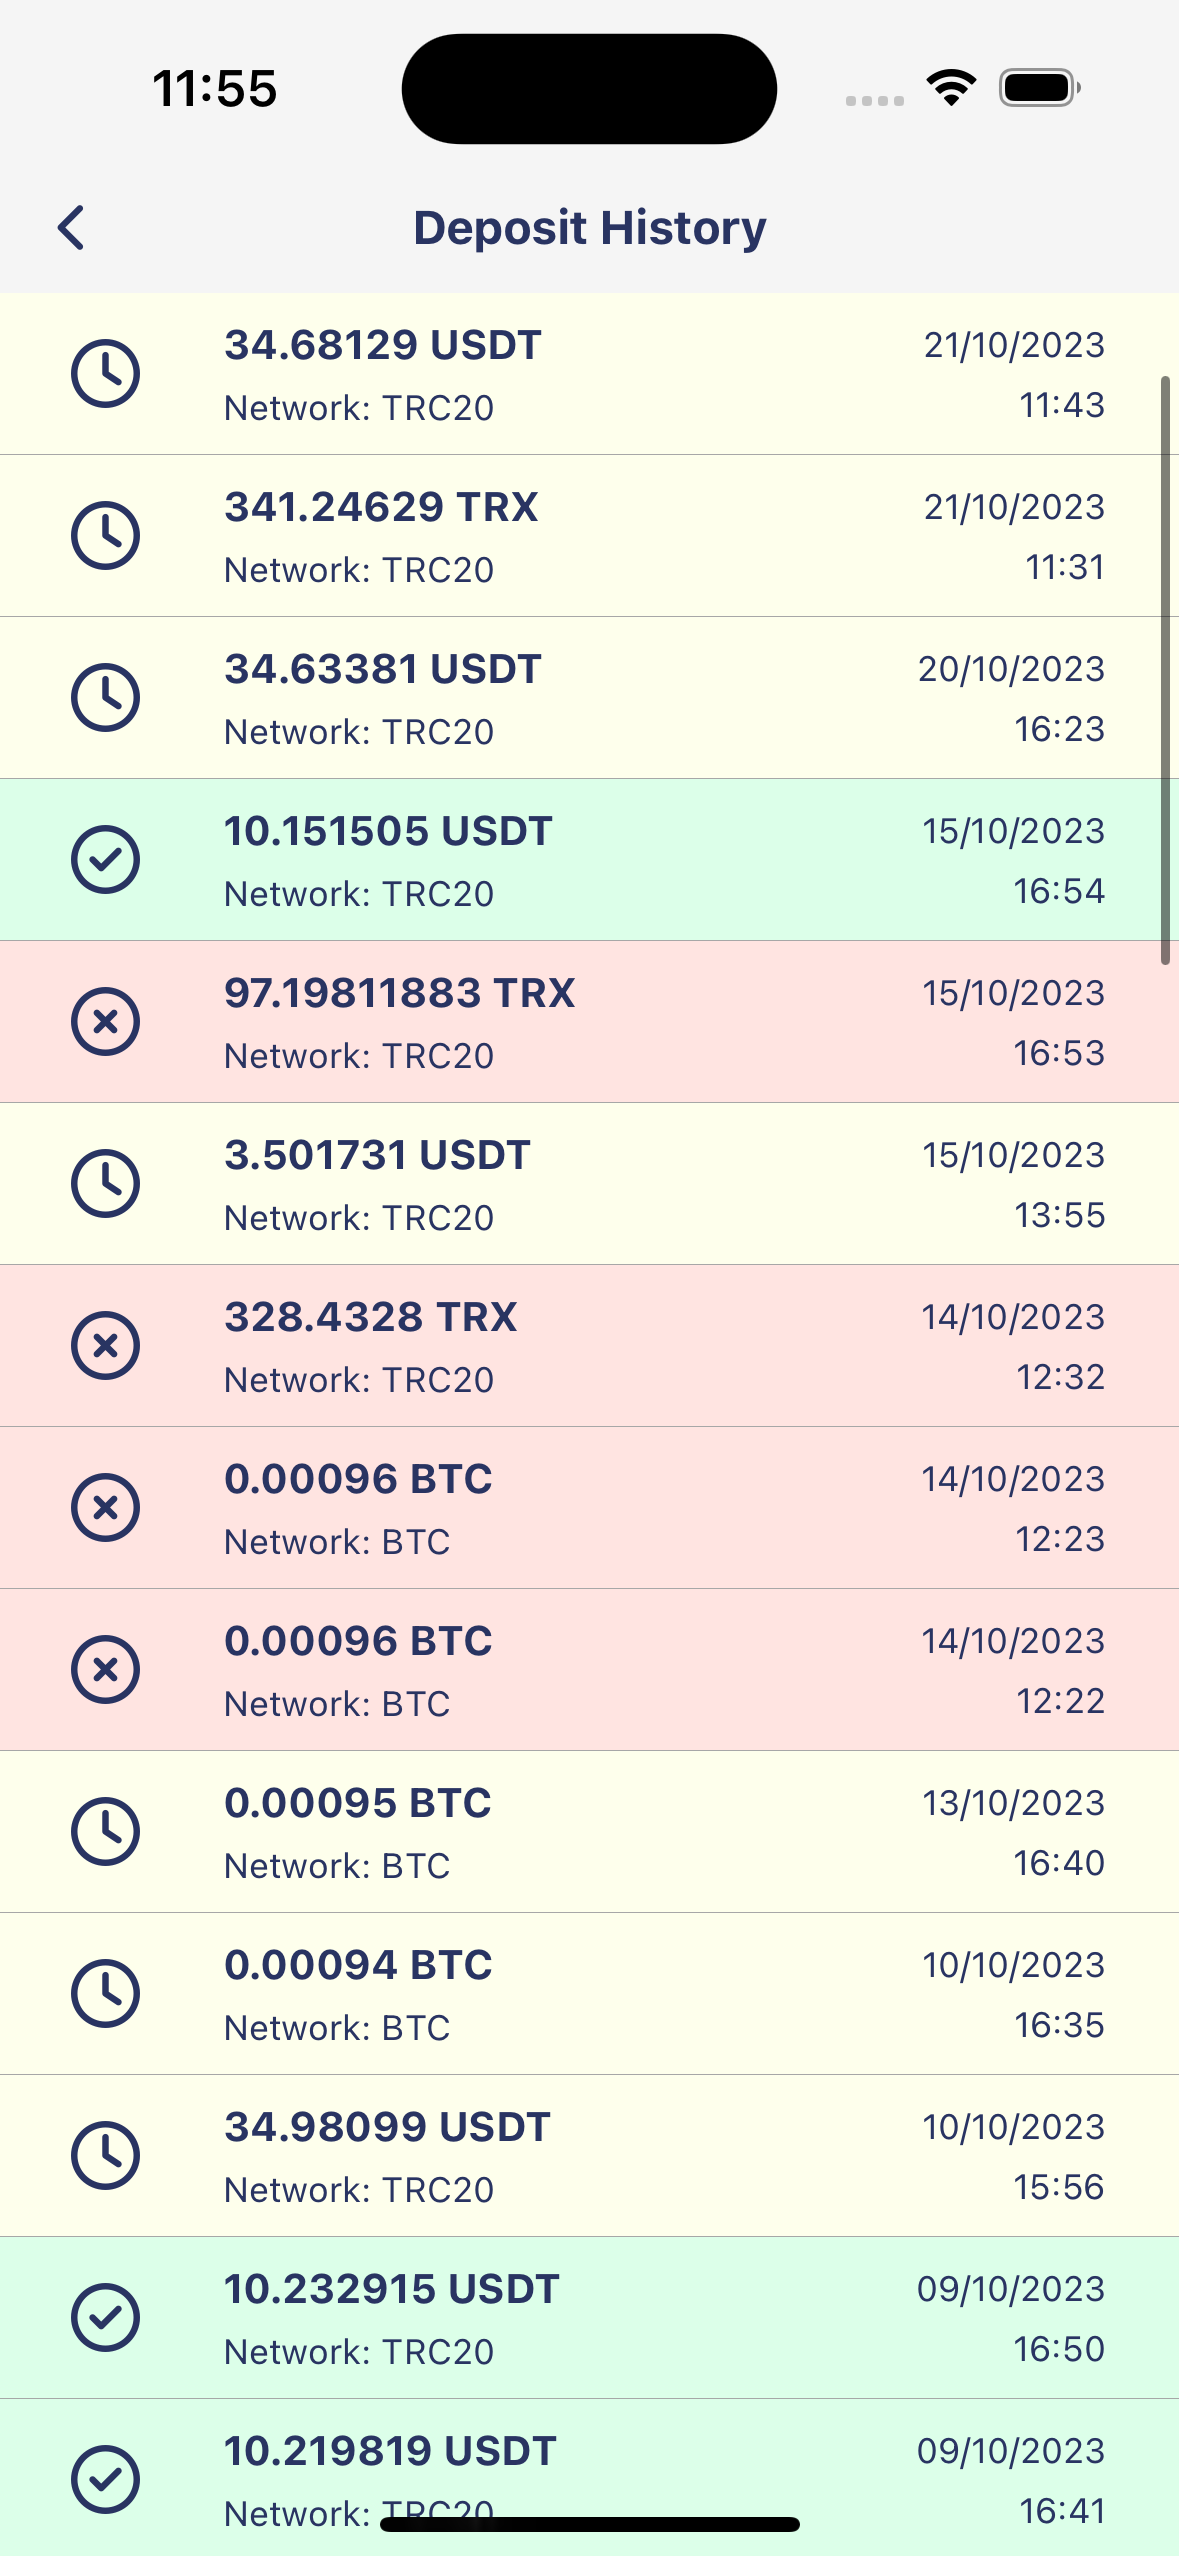 11:55
Deposit History
34.68129 USDT 21/10/2023
Network: TRC20 11:43
341.24629 TRX 21/10/2023
Network: TRC20 11:31
34.63381 USDT 20/10/2023
Network: TRC20 16:23
10.151505 USDT 15/10/2023
Network: TRC20 16:54
97.19811883 TRX 15/10/2023
Network: TRC20 16:53
3.501731 USDT 15/10/2023
Network: TRC20 13:55
328.4328 TRX 14/10/2023
Network: TRC20 12:32
0.00096 BTC 14/10/2023
Network: BTC 12:23
0.00096 BTC 14/10/2023
Network: BTC 12:22
0.00095 BTC 13/10/2023
Network: BTC 16:40
0.00094 BTC 10/10/2023
Network: BTC 16:35
34.98099 USDT 10/10/2023
Network: TRC20 15:56
10.232915 USDT 09/10/2023
Network: TRC20 16:50
10.219819 USDT 09/10/2023
Network: TRC20 16:41